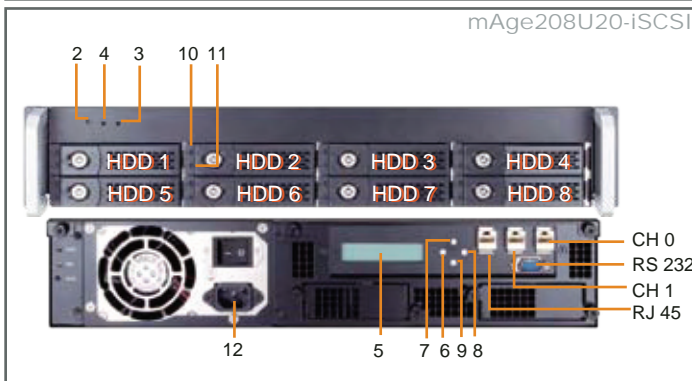 mAge208U20-iSCSI
2 4 3 10 11
HDD 1 HDD 2 HDD 3 HDD 4
HDD 5 HDD 6 HDD 7 HDD 8
CH 0
RS 232
CH 1
RJ 45
12 5 7 6 9 8